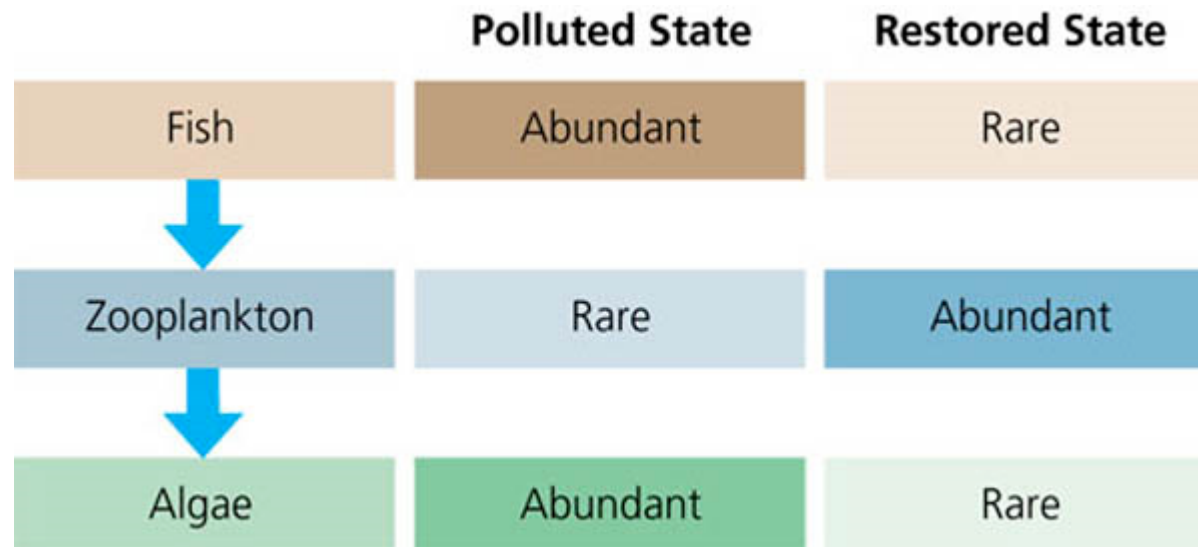 Polluted State Restored State
Fish Abundant Rare
Zooplankton Rare Abundant
Algae Abundant Rare